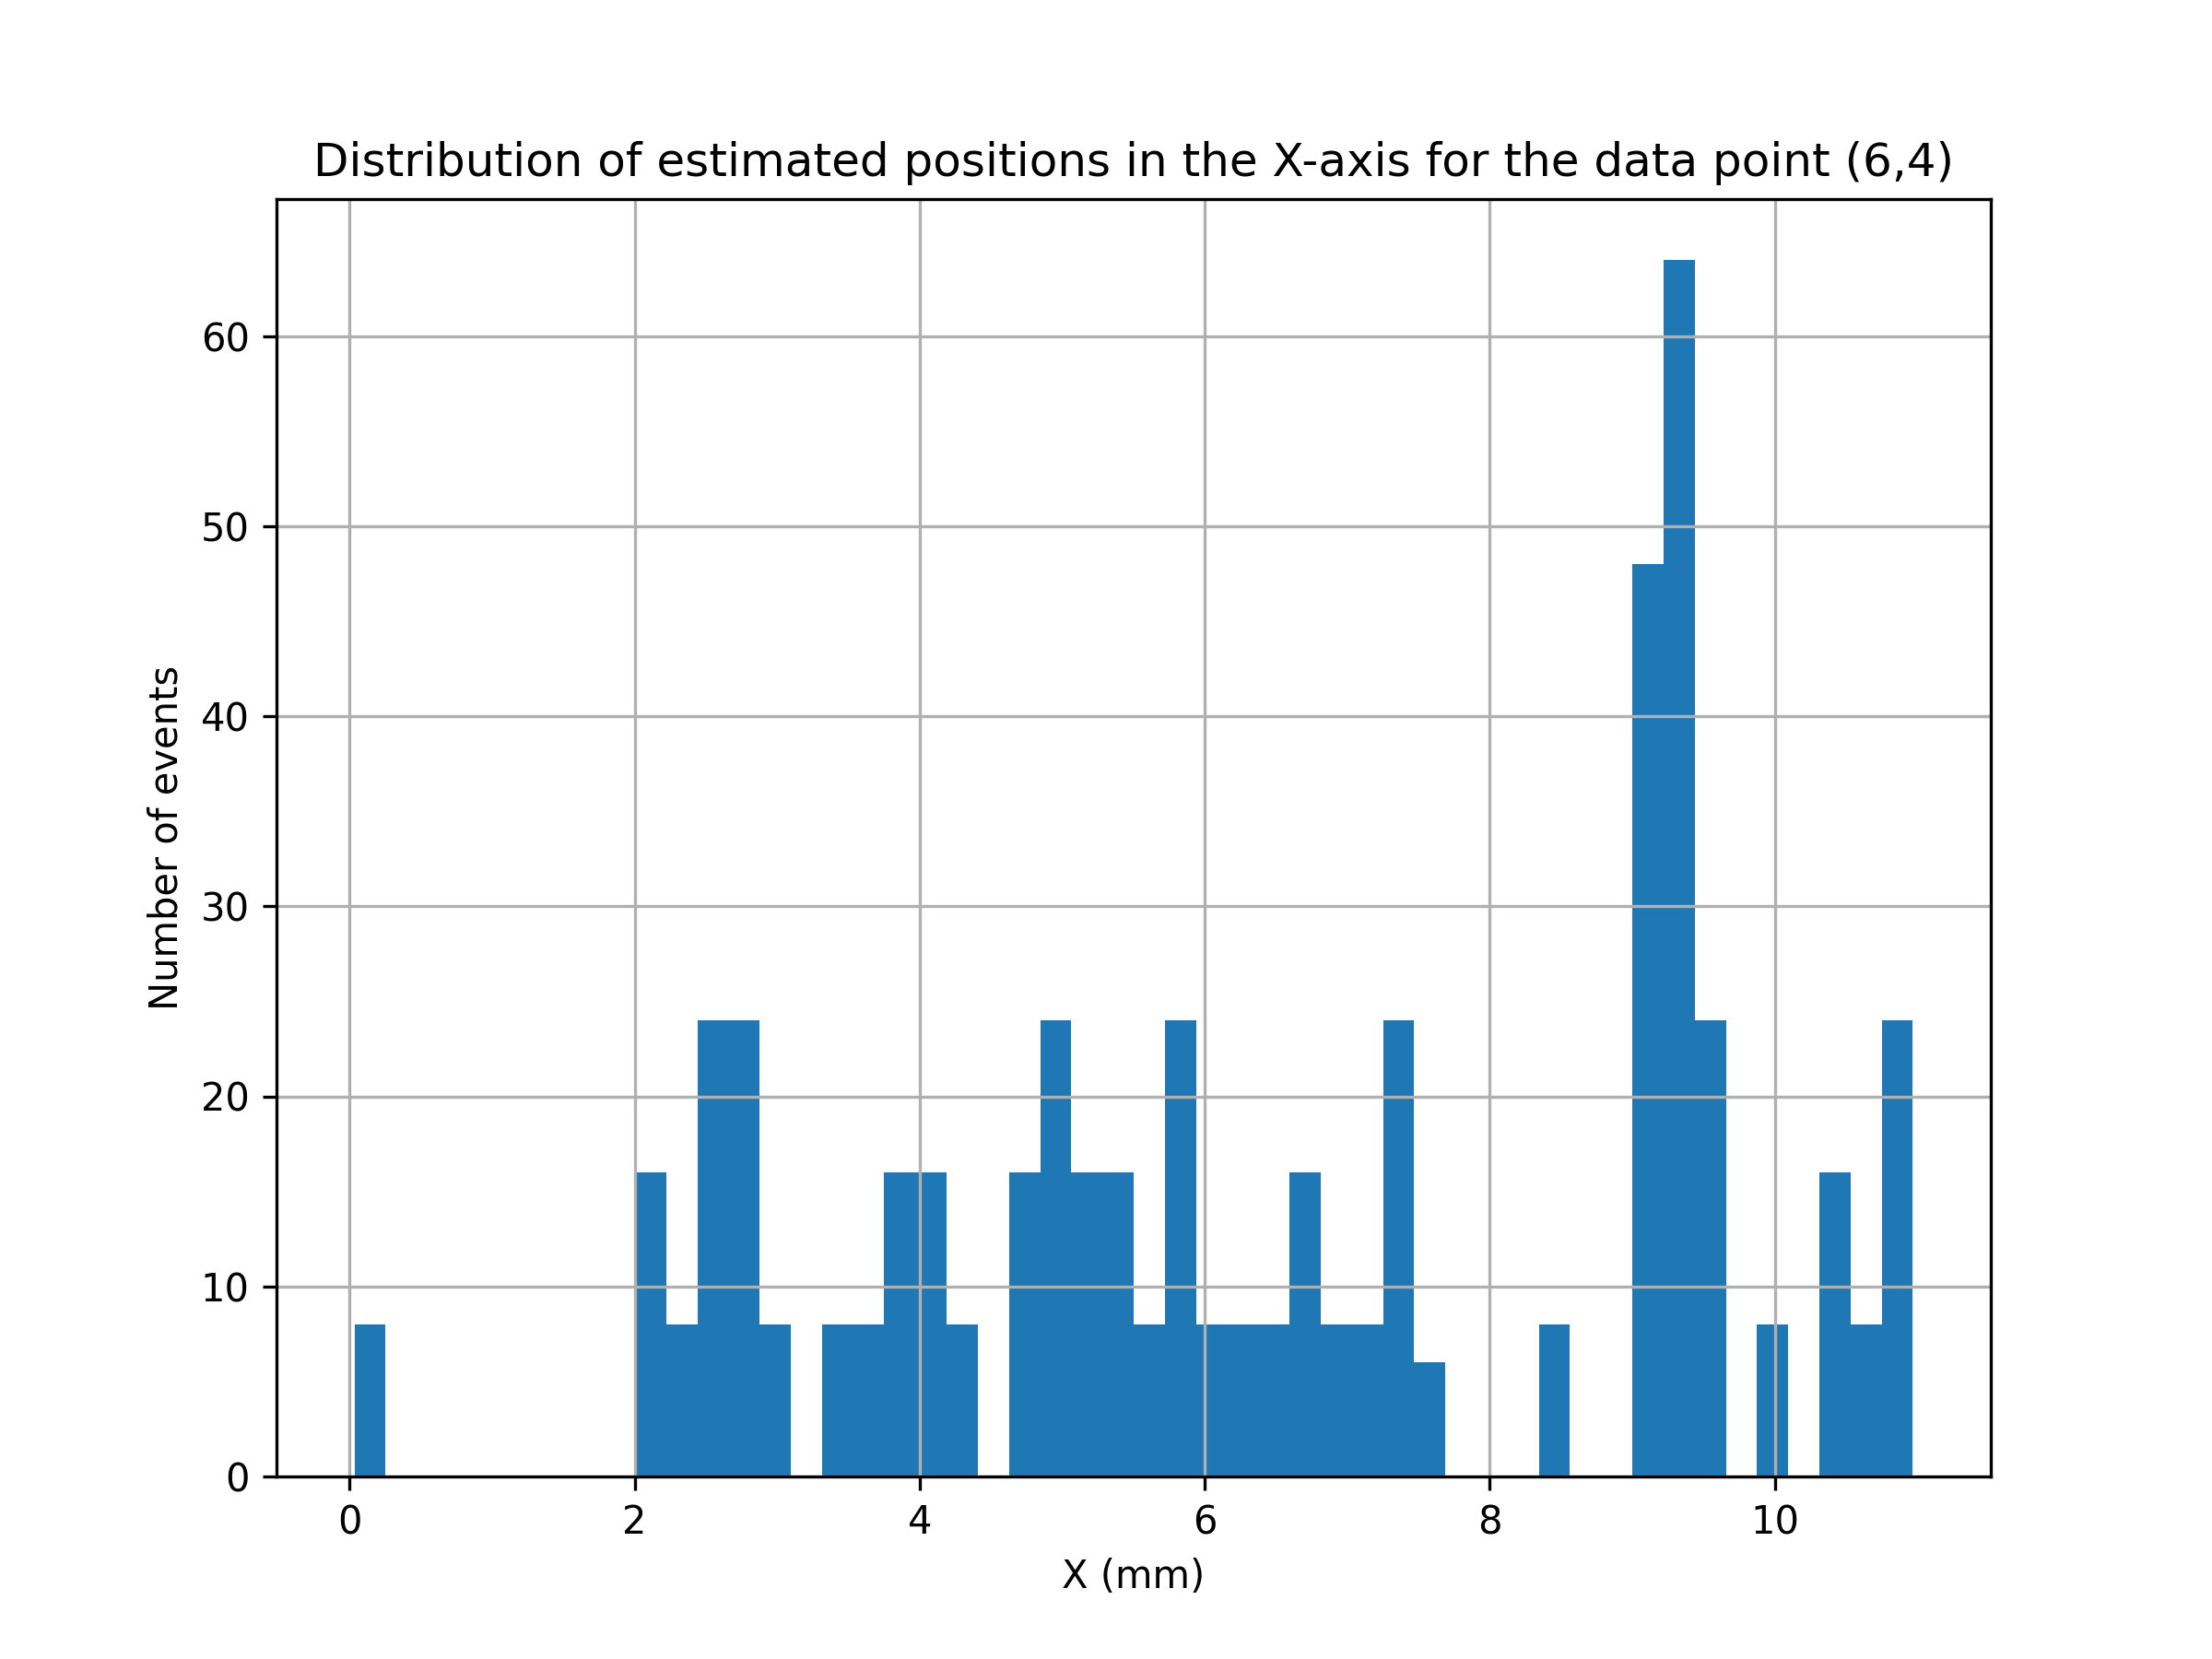 Distribution of estimated positions in the X-axis for the data point (6,4)
60
50
40
30
20
10
0
Number of events
0 2 4 6 8 10
X (mm)